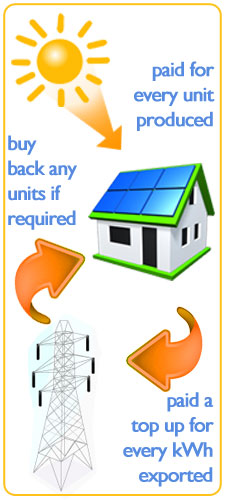 paid for
every unit
produced
buy
back any
units if
required
paid a
top up for
every kWh
exported